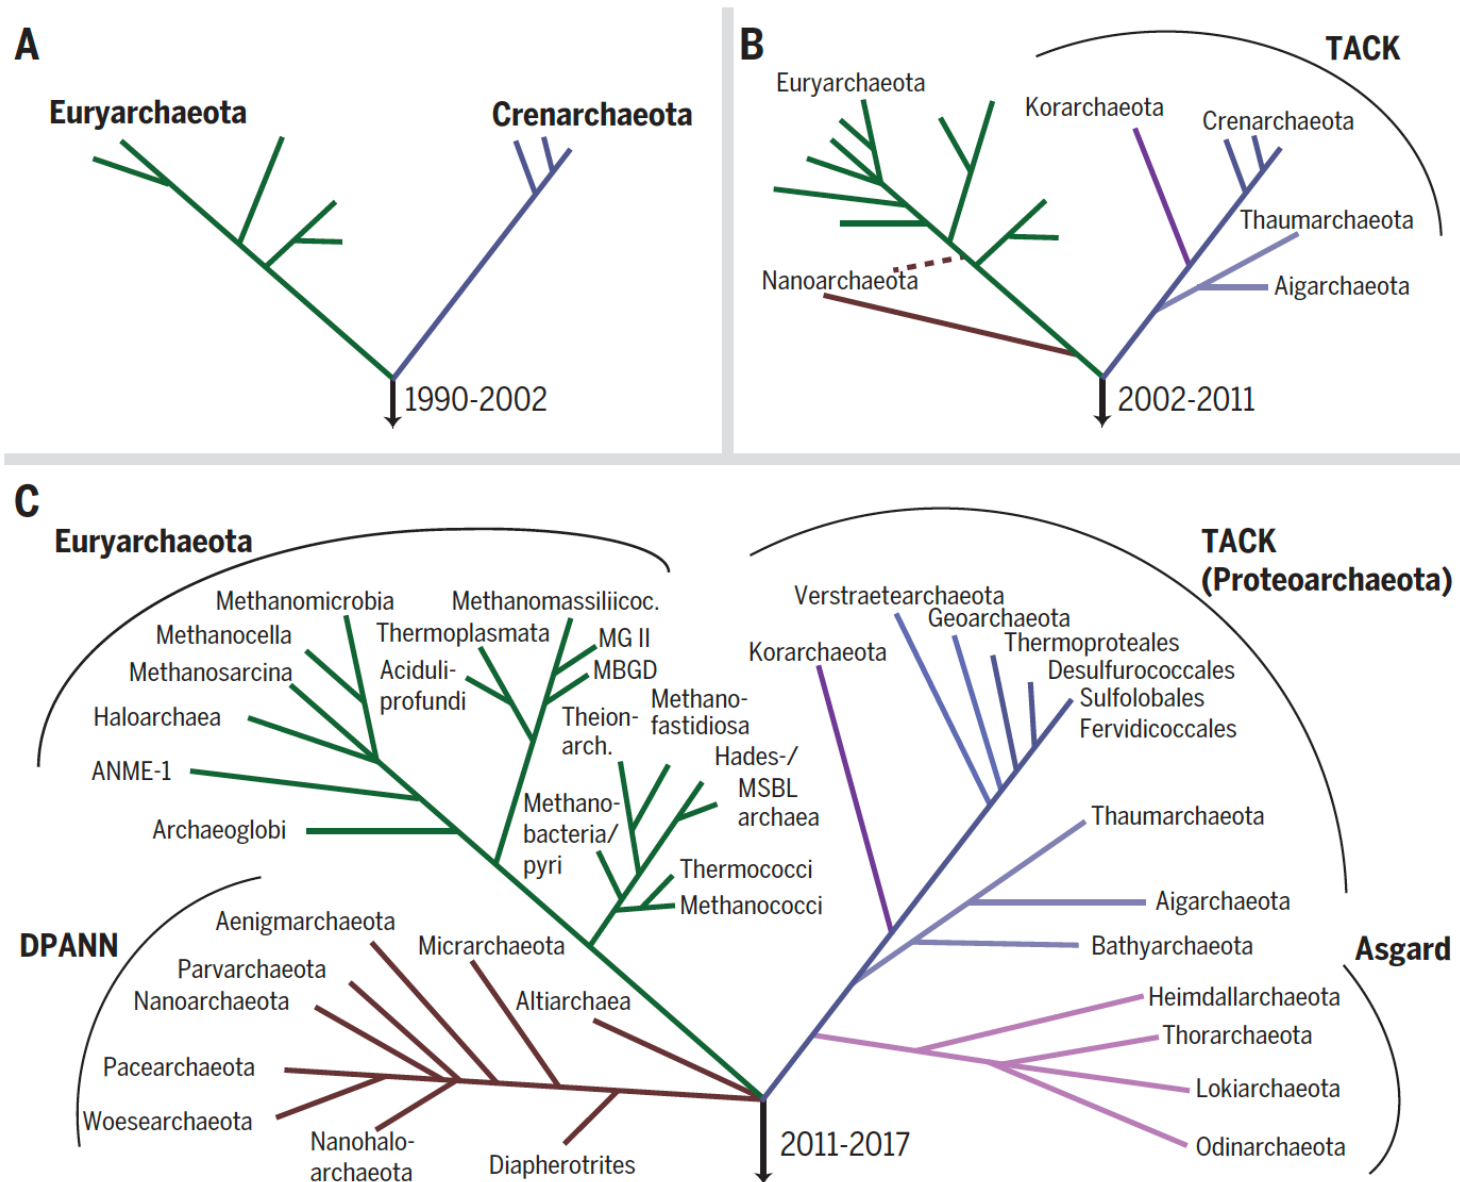 A
Euryarchaeota
Crenarchaeota
1990-2002
B
TACK
Euryarchaeota
Korarchaeota
Crenarchaeota
Thaumarchaeota
Nanoarchaeota
Aigarchaeota
2002-2011
C
Euryarchaeota
Methanomicrobia
Methanocella
Methanosarcina
Haloarchaea
ANME-1
Archaeoglobi
Methanomassiliicoc.
Thermoplasmata
Aciduli-
profundi
MG II
MBGD
Theion-
arch.
Methano-
fastidiosa
Hades-/
MSBL
archaea
Methano-
bacteria/
pyri
Thermococci
Methanococci
TACK
(Proteoarchaeota)
Verstraetearchaeota
Geoarchaeota
Korarchaeota
Thermoproteales
Desulfurococcales
Sulfolobales
Fervidicoccales
Thaumarchaeota
Aigarchaeota
Bathyarchaeota
DPANN
Aenigmarchaeota
Micrarchaeota
Parvarchaeota
Nanoarchaeota
Altiarchaea
Pacearchaeota
Woesearchaeota
Nanohalo-
archaeota
Diapherotrites
Asgard
Heimdallarchaeota
Thorarchaeota
Lokiarchaeota
Odinarchaeota
2011-2017